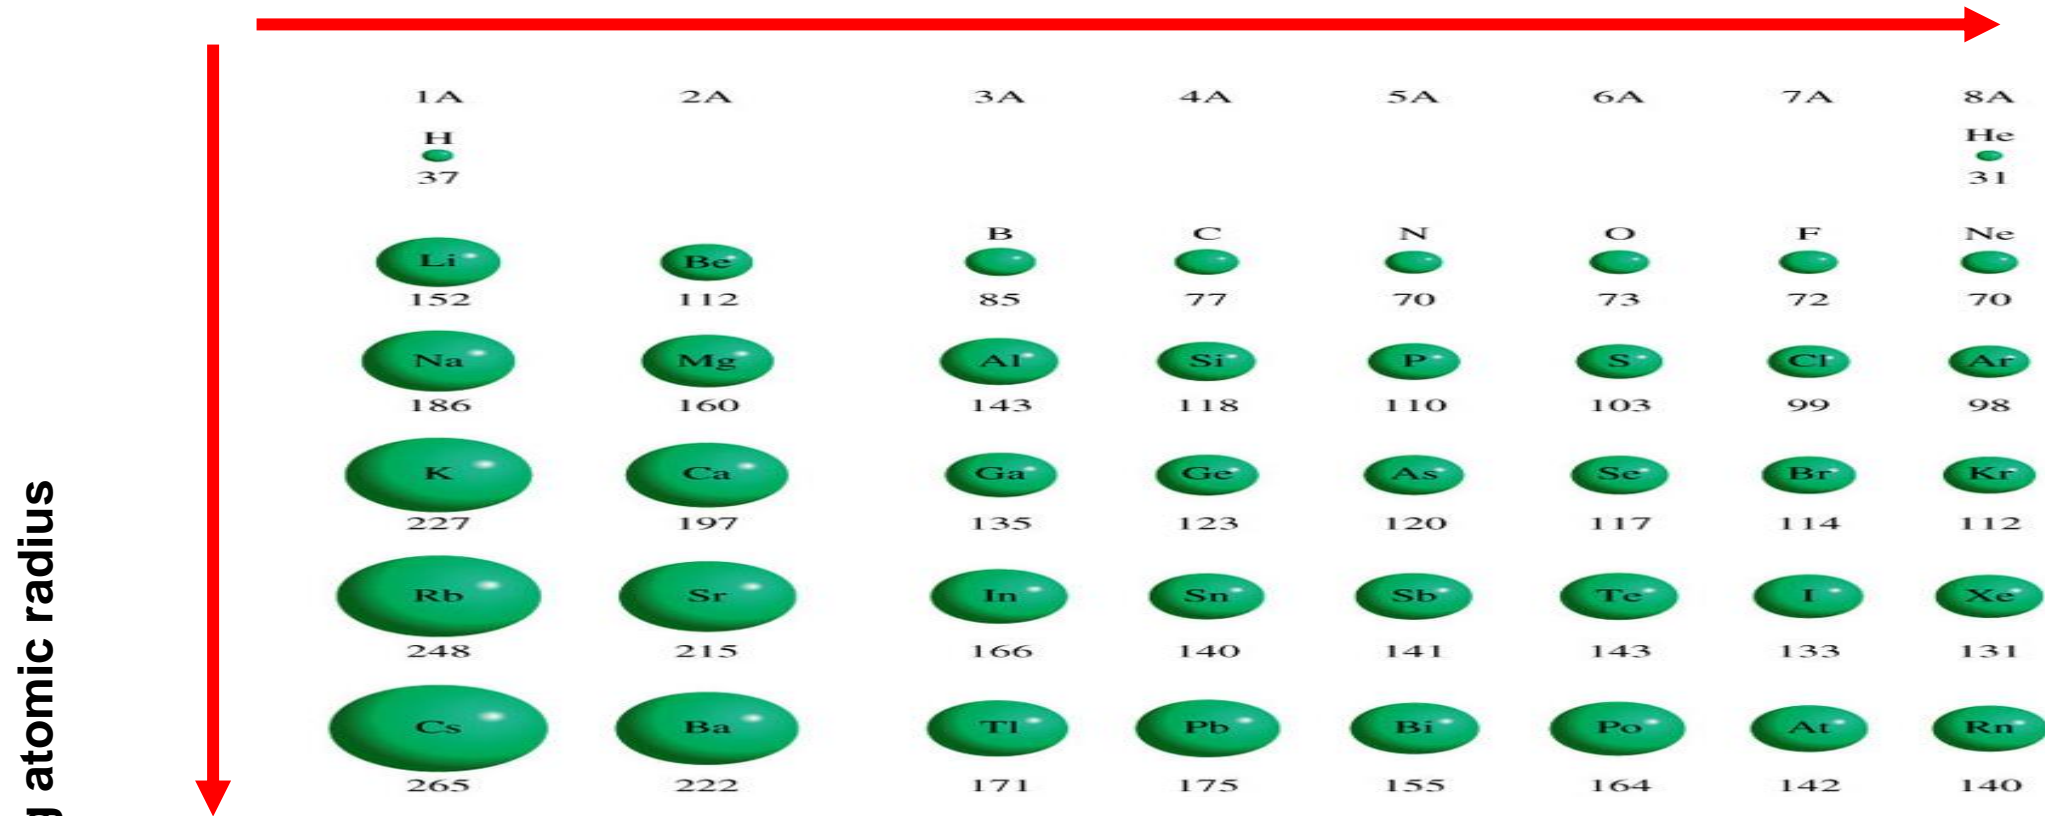 1A 2A 3A 4A 5A 6A 7A 8A
H He
37 31
B C N O F Ne
Li Be
152 112 85 77 70 73 72 70
Na Mg Al Si P S Cl Ar
186 160 143 118 110 103 99 98
K Ca Ga Ge As Se Br Kr
227 197 135 123 120 117 114 112
Rb Sr In Sn Sb Te I Xe
248 215 166 140 141 143 133 131
Cs Ba Tl Pb Bi Po At Rn
265 222 171 175 155 164 142 140
atomic radius